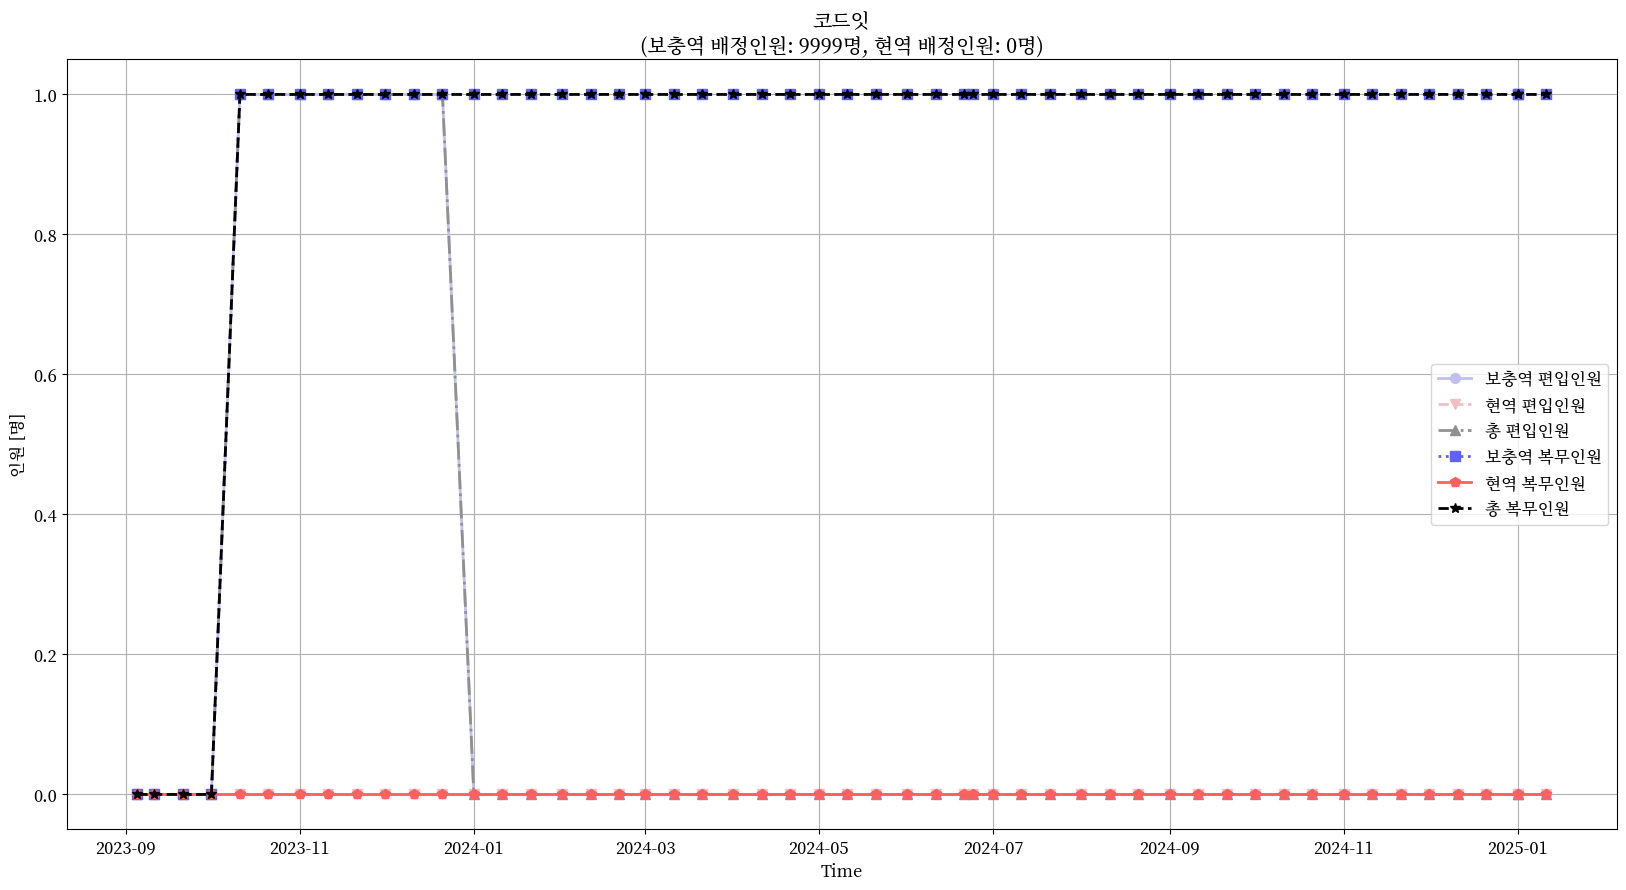 코드잇
(보충역 배정인원: 9999명, 현역 배정인원: 0명)
1.0
0.8
0.6
0.4
0.2
0.0
인원 [명]
보충역 편입인원
현역 편입인원
총 편입인원
보충역 복무인원
현역 복무인원
총 복무인원
2023-09
2023-11
2024-01
2024-03
2024-05
2024-07
2024-09
2024-11
2025-01
Time